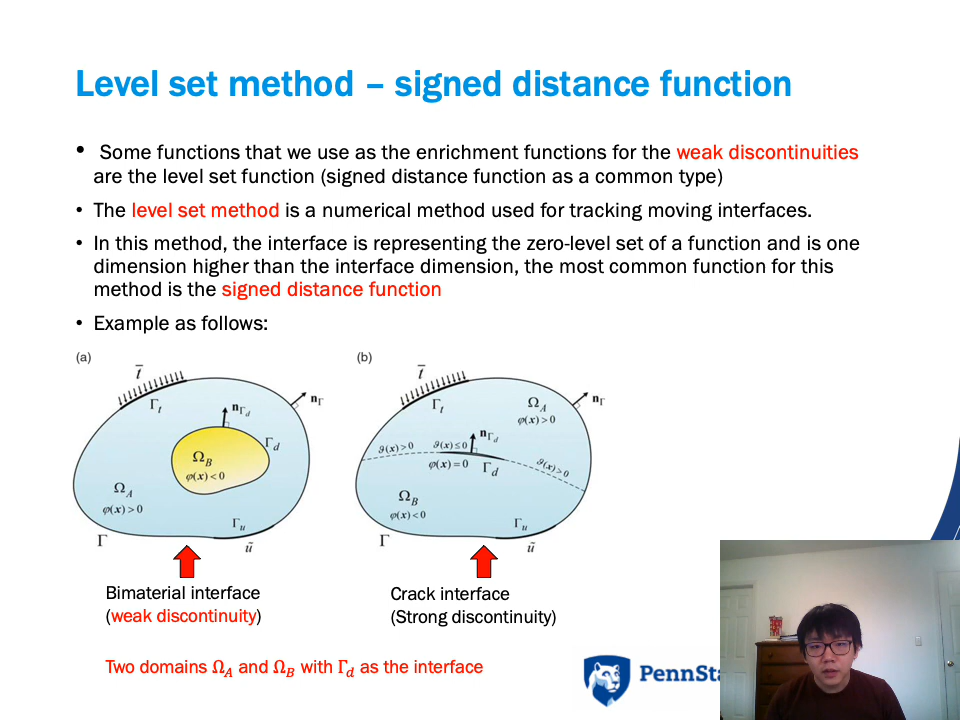 Level set method – signed distance function
• Some functions that we use as the enrichment functions for the weak discontinuities
are the level set function (signed distance function as a common type)
• The level set method is a numerical method used for tracking moving interfaces.
• In this method, the interface is representing the zero-level set of a function and is one
dimension higher than the interface dimension, the most common function for this
method is the signed distance function
• Example as follows:
(a)
t̅
Γt
nΓ
nΓd
Γd
ΩB
φ(x)<0
ΩA
φ(x)>0
Γu
Γ
ũ
(b)
t̅
Γt
ΩA
φ(x)>0
nΓ
nΓd
ϑ(x)>0
ϑ(x)≤0
φ(x)=0
Γd
ϑ(x)>0
ΩB
φ(x)<0
Γu
Γ
ũ
Bimaterial interface
(weak discontinuity)
Crack interface
(Strong discontinuity)
Two domains ΩA and ΩB with Γd as the interface